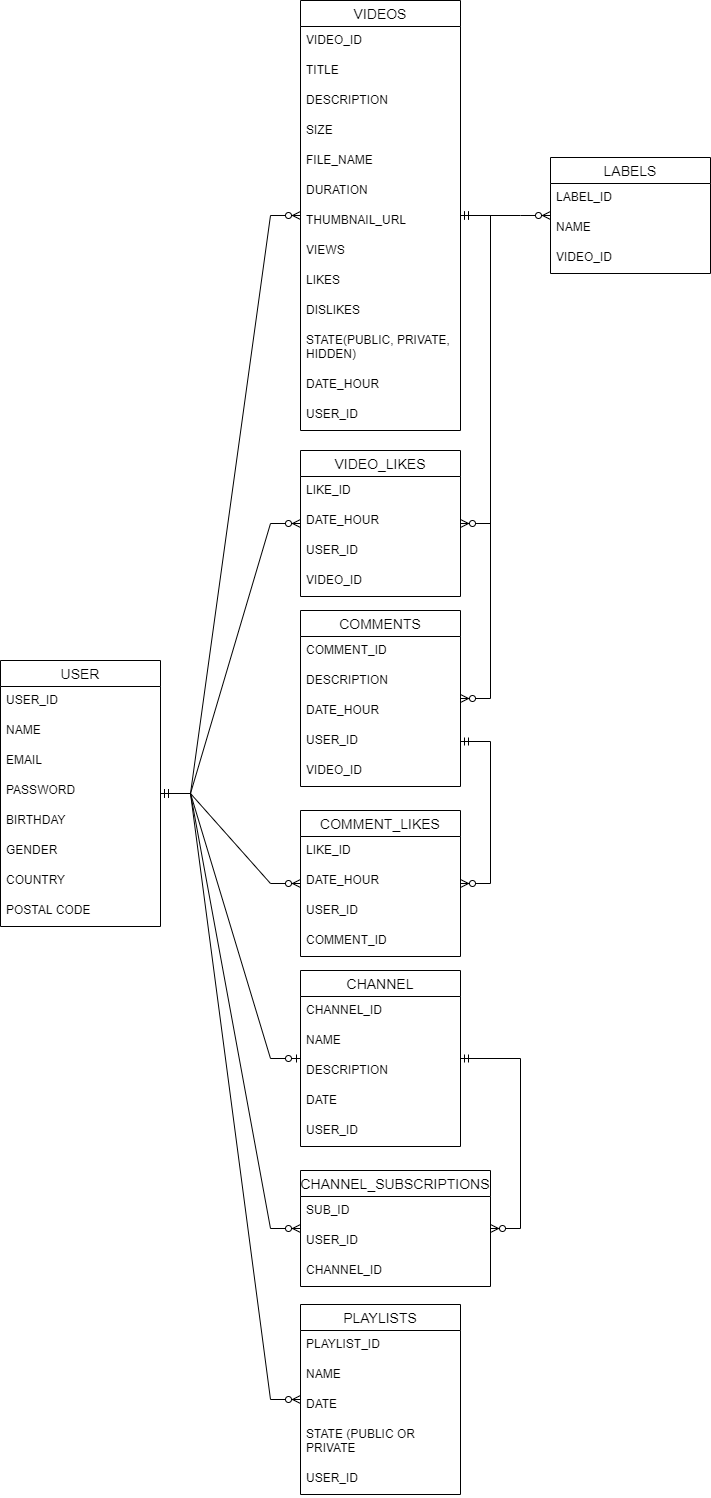 VIDEOS
VIDEO_ID
TITLE
DESCRIPTION
SIZE
FILE_NAME
DURATION
THUMBNAIL_URL
VIEWS
LIKES
DISLIKES
STATE(PUBLIC, PRIVATE,
HIDDEN)
DATE_HOUR
USER_ID
LABELS
LABEL_ID
NAME
VIDEO_ID
VIDEO_LIKES
LIKE_ID
DATE_HOUR
USER_ID
VIDEO_ID
COMMENTS
COMMENT_ID
DESCRIPTION
DATE_HOUR
USER_ID
VIDEO_ID
USER
USER_ID
NAME
EMAIL
PASSWORD
BIRTHDAY
GENDER
COUNTRY
POSTAL CODE
COMMENT_LIKES
LIKE_ID
DATE_HOUR
USER_ID
COMMENT_ID
CHANNEL
CHANNEL_ID
NAME
DESCRIPTION
DATE
USER_ID
CHANNEL_SUBSCRIPTIONS
SUB_ID
USER_ID
CHANNEL_ID
PLAYLISTS
PLAYLIST_ID
NAME
DATE
STATE (PUBLIC OR
PRIVATE
USER_ID